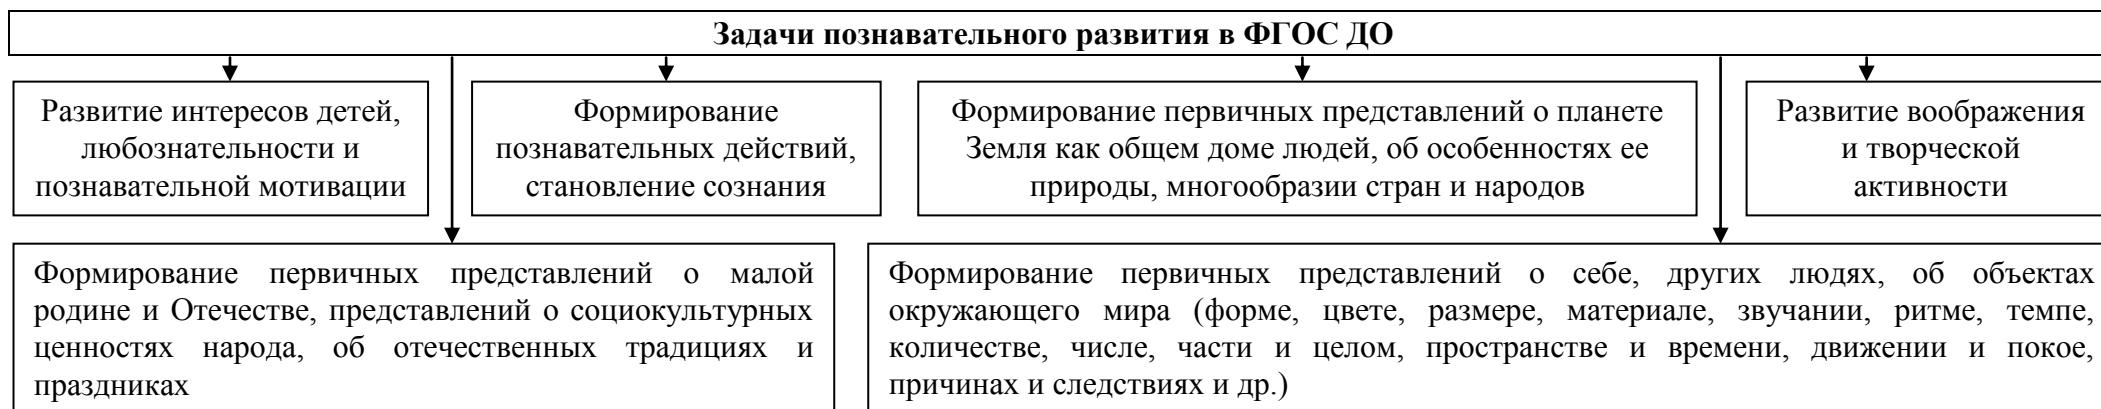 Задачи познавательного развития в ФГОС ДО
Развитие интересов детей,
любознательности и
познавательной мотивации
Формирование
познавательных действий,
становление сознания
Формирование первичных представлений о планете
Земля как общем доме людей, об особенностях ее
природы, многообразии стран и народов
Развитие воображения
и творческой
активности
Формирование первичных представлений о малой
родине и Отечестве, представлений о социокультурных
ценностях народа, об отечественных традициях и
праздниках
Формирование первичных представлений о себе, других людях, об объектах
окружающего мира (форме, цвете, размере, материале, звучании, ритме, темпе,
количестве, числе, части и целом, пространстве и времени, движении и покое,
причинах и следствиях и др.)